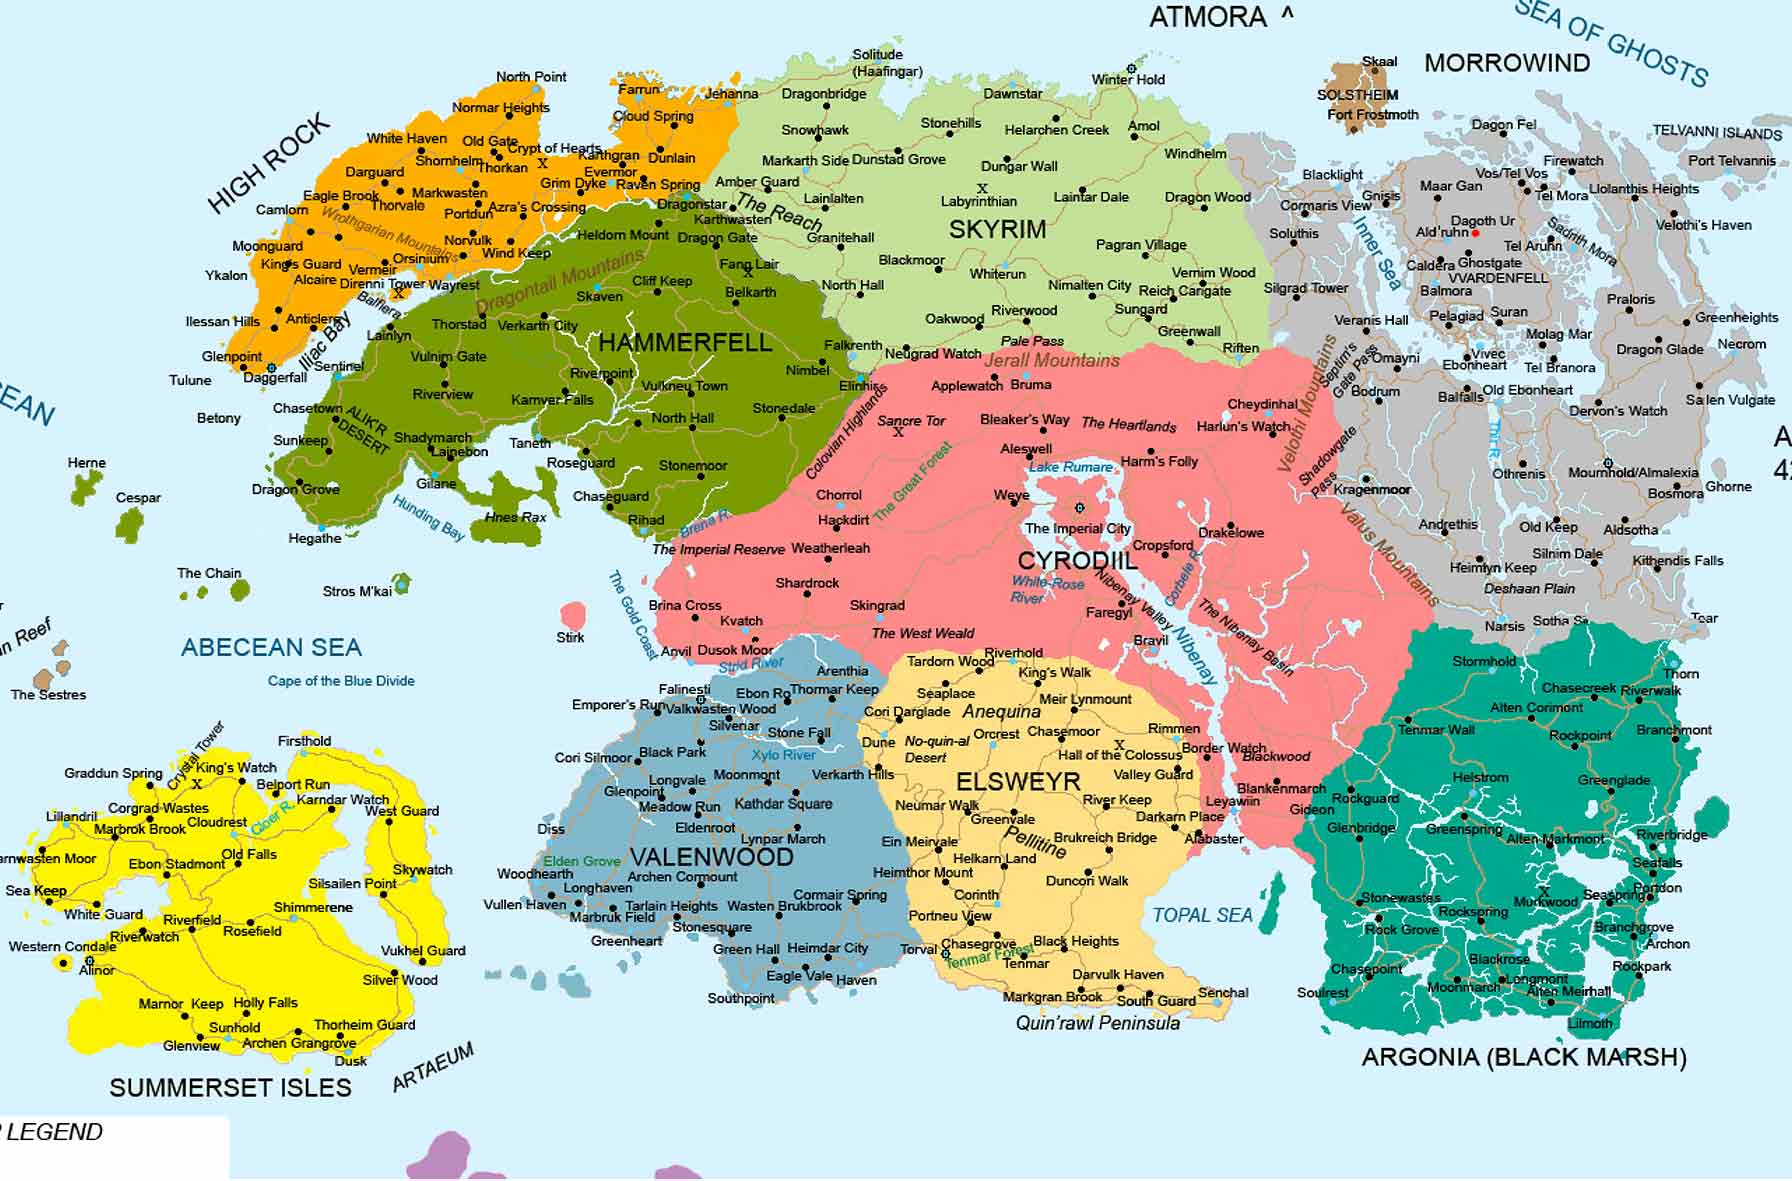 ATMORA ^
SEA OF GHOSTS
MORROWIND
HIGH ROCK
North Point
Normar Heights
White Haven
Old Gate
Crypt of Hearts
Shornhelm
Thorkan
Darguard
Markwasten
Eagle Brook
Thorvale
Camlorn
Portdun
Azra's Crossing
Wrothgarian Mountains
Moonguard
Norvulk
Wind Keep
Orsinium
King's Guard
Vermeir
Ykalon
Alcaire
Direnni Tower
Wayrest
Balfiera
Ilessan Hills
Anticlere
Iliac Bay
Glenpoint
Daggerfall
Tulune
Betony
Farrun
Jehanna
Cloud Spring
Karthgran
Dunlain
Evermor
Grim Dyke
Raven Spring
Solitude
(Haafingar)
Winter Hold
Dragonbridge
Dawnstar
Snowhawk
Stonehills
Helarchen Creek
Amol
Markarth Side
Dunstad Grove
Dungar Wall
Windhelm
Amber Guard
The Reach
Lainlalten
X
Labyrinthian
Laintar Dale
Dragon Wood
SKYRIM
Karthwasten
Granitehall
Pagran Village
Blackmoor
Whiterun
Vernim Wood
North Hall
Nimalten City
Reich Carigate
Oakwood
Riverwood
Sungard
Greenwall
Falkrenth
Neugrad Watch
Pale Pass
Riften
Jerall Mountains
Dragonstar
Heldorn Mount
Dragon Gate
Dragontail Mountains
Fang Lair
Cliff Keep
Skaven
Belkarth
Lainlyn
Thorstad
Verkarth City
HAMMERFELL
Sentinel
Vulnim Gate
Riverpoint
Nimbel
Elinhir
Riverview
Vulkneu Town
Kamver Falls
Chasetown
ALIK'R
DESERT
North Hall
Stonedale
Sunkeep
Shadymarch
Lainebon
Taneth
Roseguard
Stonemoor
Dragon Grove
Gilane
Chaseguard
Hunding Bay
Hnes Rax
Rihad
Brena R.
Hegathe
Herne
Cespar
The Chain
Stros M'kai
Colovian Highlands
Applewatch
Bruma
Sancre Tor
X
Bleaker's Way
The Heartlands
Cheydinhal
Harlun's Watch
Aleswell
Lake Rumare
Harm's Folly
The Great Forest
Chorrol
Weye
Hackdirt
The Imperial City
Drakelowe
The Imperial Reserve
Weatherleah
CYRODIIL
Cropsford
Corbele R.
White-Rose
River
Nibenay Valley
Shardrock
Brina Cross
Skingrad
Faregyl
The Nibenay Basin
The Gold Coast
Kvatch
The West Weald
Bravil
Nibenay
Anvil
Dusok Moor
Strid River
Stirk
Border Watch
Blackwood
Blankenmarch
Leyawiin
Velothi Mountains
Valus Mountains
Skaal
SOLSTHEIM
Fort Frostmoth
Dagon Fel
TELVANNI ISLANDS
Firewatch
Port Telvannis
Blacklight
Vos/Tel Vos
Maar Gan
Gnisis
Tel Mora
Llolanthis Heights
Cormaris View
Inner Sea
Dagoth Ur
Velothi's Haven
Soluthis
Ald'ruhn
Sadrith Mora
Tel Aruhn
Caldera
Ghostgate
VVARDENFELL
Silgrad Tower
Balmora
Praloris
Veranis Hall
Pelagiad
Suran
Greenheights
Molag Mar
Septim's
Gate Pass
Omayni
Vivec
Ebonheart
Dragon Glade
Necrom
Tel Branora
Bodrum
Balfalls
Old Ebonheart
Dervon's Watch
Sailen Vulgate
Thir R.
Shadowgate
Pass
Othrenis
Mournhold/Almalexia
Kragenmoor
Bosmora
Ghorne
Andrethis
Old Keep
Aldsotha
Silnim Dale
Heimlyn Keep
Kithendis Falls
Deshaan Plain
Narsis
Sotha Sil
Tear
ABECEAN SEA
Cape of the Blue Divide
The Sestres
Reef
Arenthia
Falinesti
Ebon Ro
Thormar Keep
Emporer's Run
Valkwasten Wood
Silvenar
Stone Fall
Black Park
Xylo River
Cori Silmoor
Longvale
Moonmont
Verkarth Hills
Glenpoint
Meadow Run
Kathdar Square
Diss
Eldenroot
Lynpar March
Elden Grove
VALENWOOD
Woodhearth
Archen Cormount
Longhaven
Cormair Spring
Vullen Haven
Marbruk Field
Tarlain Heights
Wasten Brukbrook
Stonesquare
Greenheart
Green Hall
Heimdar City
Eagle Vale
Haven
Southpoint
Tardorn Wood
Riverhold
King's Walk
Seaplace
Meir Lynmount
Cori Darglade
Anequina
Rimmen
Dune
No-quin-al
Desert
Orcrest
Chasemoor
X
Hall of the Colossus
ELSWEYR
Valley Guard
Neumar Walk
River Keep
Greenvale
Darkarn Place
Pellitine
Brukreich Bridge
Alabaster
Ein Meirvale
Helkarn Land
Heimthor Mount
Duncori Walk
Corinth
Portneu View
Chasegrove
Black Heights
Torval
Tenmar Forest
Tenmar
Darvulk Haven
Markgran Brook
South Guard
Senchal
Quin'rawl Peninsula
TOPAL SEA
Stormhold
Thorn
Chasecreek
Riverwalk
Alten Corimont
Tenmar Wall
Rockpoint
Branchmont
Helstrom
Greenglade
Rockguard
Gideon
Glenbridge
Greenspring
Alten Markmont
Riverbridge
Seafalls
Stonewastes
X
Murkwood
Seaspring
Portdon
Rockspring
Rock Grove
Branchgrove
Archon
Blackrose
Chasepoint
Rockpark
Longmont
Moonmarch
Alten Meirhall
Soulrest
Lilmoth
ARGONIA (BLACK MARSH)
Crystal Tower
X
Firsthold
Graddun Spring
King's Watch
Belport Run
Karndar Watch
Corgrad Wastes
West Guard
Lillandril
Cloudrest
Cloer R.
Marbrok Brook
Old Falls
Ebon Stadmont
Skywatch
Silsailen Point
Sea Keep
Shimmerene
White Guard
Riverfield
Riverwatch
Rosefield
Western Corridale
Vukhel Guard
Alinor
Silver Wood
Marnor Keep
Holly Falls
Sunhold
Thorheim Guard
Glenview
Archen Grangrove
Dusk
ARTAEUM
SUMMERSET ISLES
LEGEND